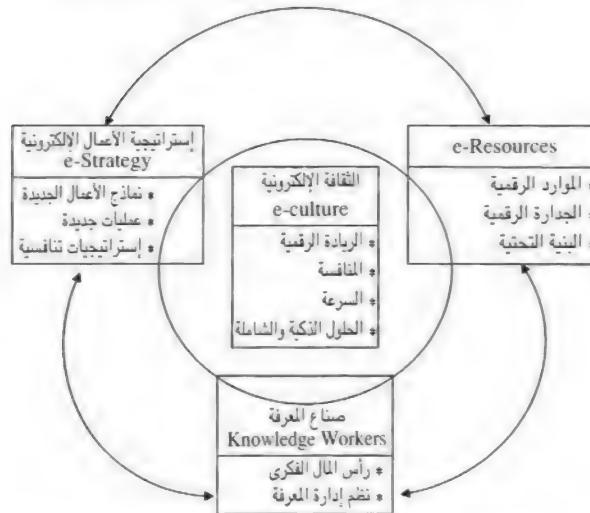 إستراتيجية الأعمال الإلكترونية
e-Strategy
* نماذج الأعمال الجديدة
* عمليات جديدة
* إستراتيجيات تنافسية
e-Resources
* الموارد الرقمية
* الجدارة الرقمية
* البنية التحتية
الثقافة الإلكترونية
e-culture
* الريادة الرقمية
* المنافسة
* السرعة
* الحلول الذكية والشاملة
صناع المعرفة
Knowledge Workers
* رأس المال الفكرى
* نظم إدارة المعرفة